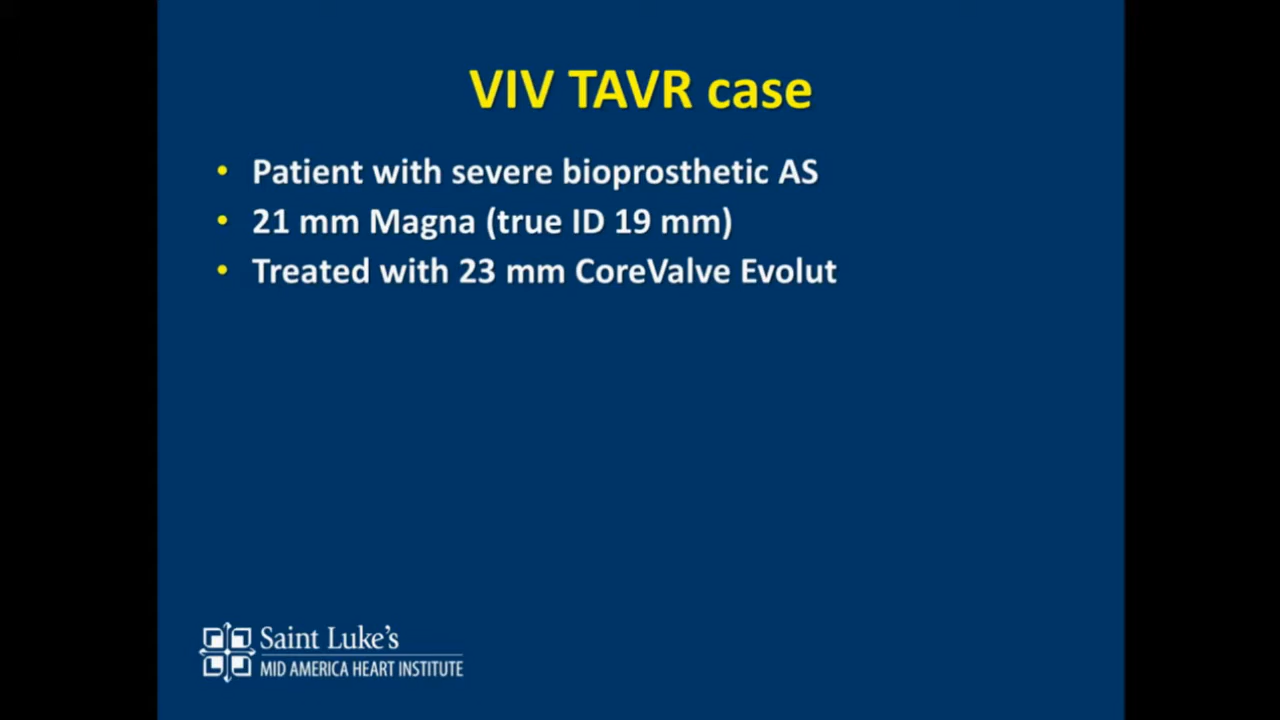 VIV TAVR case
• Patient with severe bioprosthetic AS
• 21 mm Magna (true ID 19 mm)
• Treated with 23 mm CoreValve Evolut
Saint Luke's
MID AMERICA HEART INSTITUTE